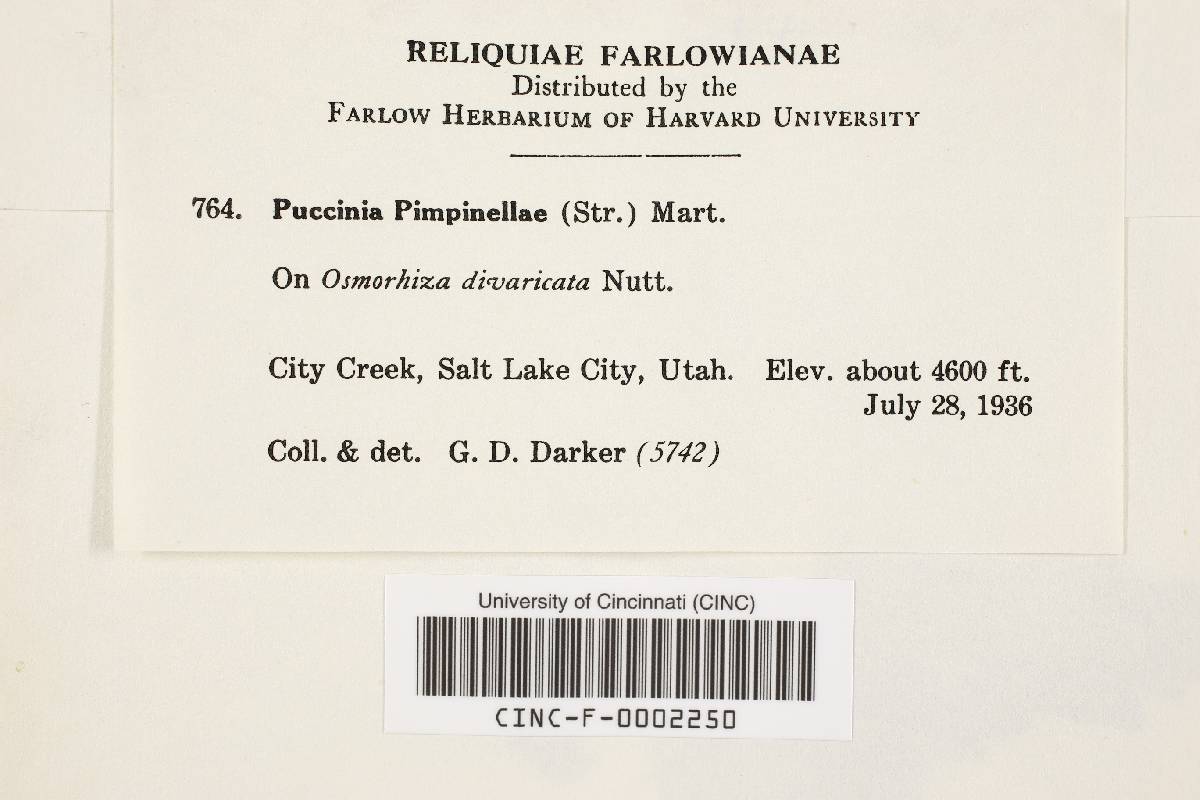 RELIQUIAE FARLOWIANAE
Distributed by the
FARLOW HERBARIUM OF HARVARD UNIVERSITY
764. Puccinia Pimpinellae (Str.) Mart.
On Osmorhiza divaricata Nutt.
City Creek, Salt Lake City, Utah. Elev. about 4600 ft.
July 28, 1936
Coll. & det. G. D. Darker (5742)
University of Cincinnati (CINC)
CINC-F-0002250